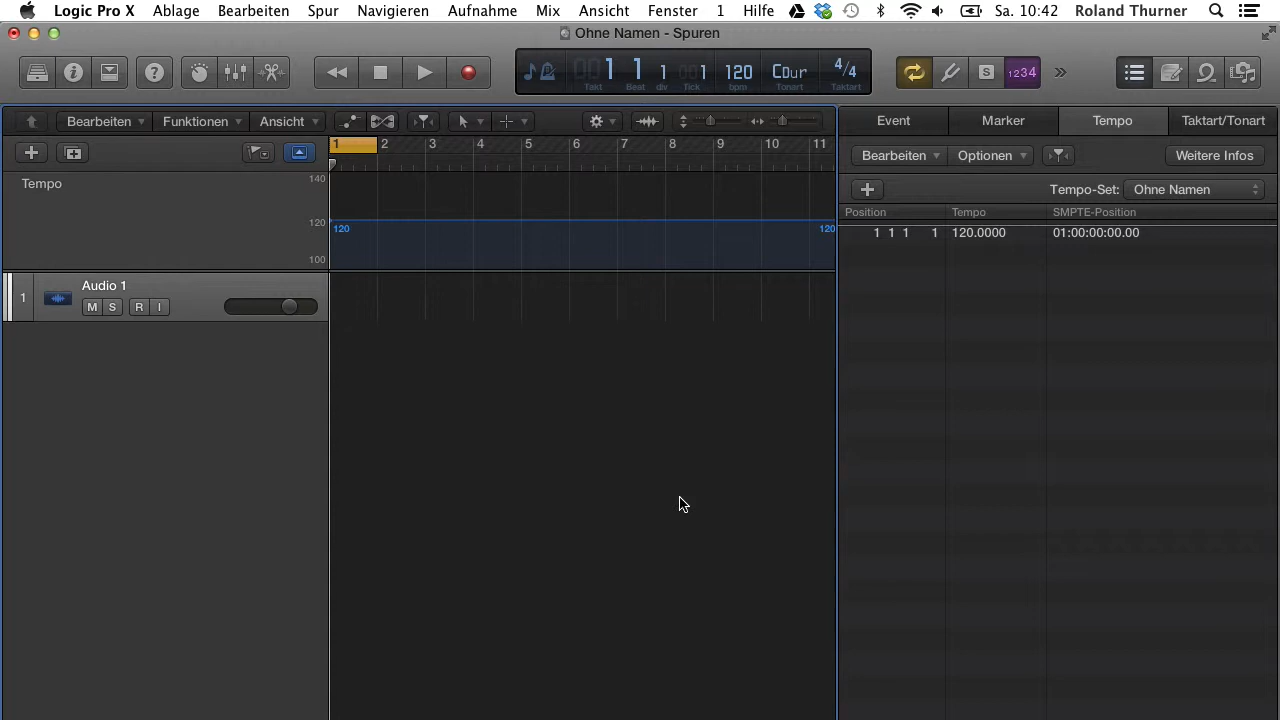 Logic Pro X Ablage Bearbeiten Spur Navigieren Aufnahme Mix Ansicht Fenster 1 Hilfe Sa. 10:42 Roland Thurner
Ohne Namen - Spuren
1 1 1 1 120 Cdur 4/4
Takt Beat div Tick bpm Tonart Taktart
S 1234
Bearbeiten Funktionen Ansicht
Event Marker Tempo Taktart/Tonart
1 2 3 4 5 6 7 8 9 10 11
Bearbeiten Optionen Weitere Infos
Tempo 140
120
100
120 120
Tempo-Set: Ohne Namen
Position Tempo SMPTE-Position
1 1 1 1 120.0000 01:00:00:00.00
1 Audio 1
M S R I